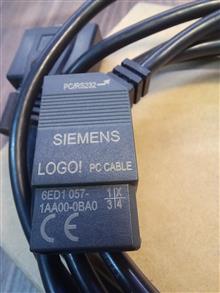 PC/RS232
SIEMENS
LOGO! PC CABLE
6ED1 057-
1AA00-0BA0
1 X
3 4
CE